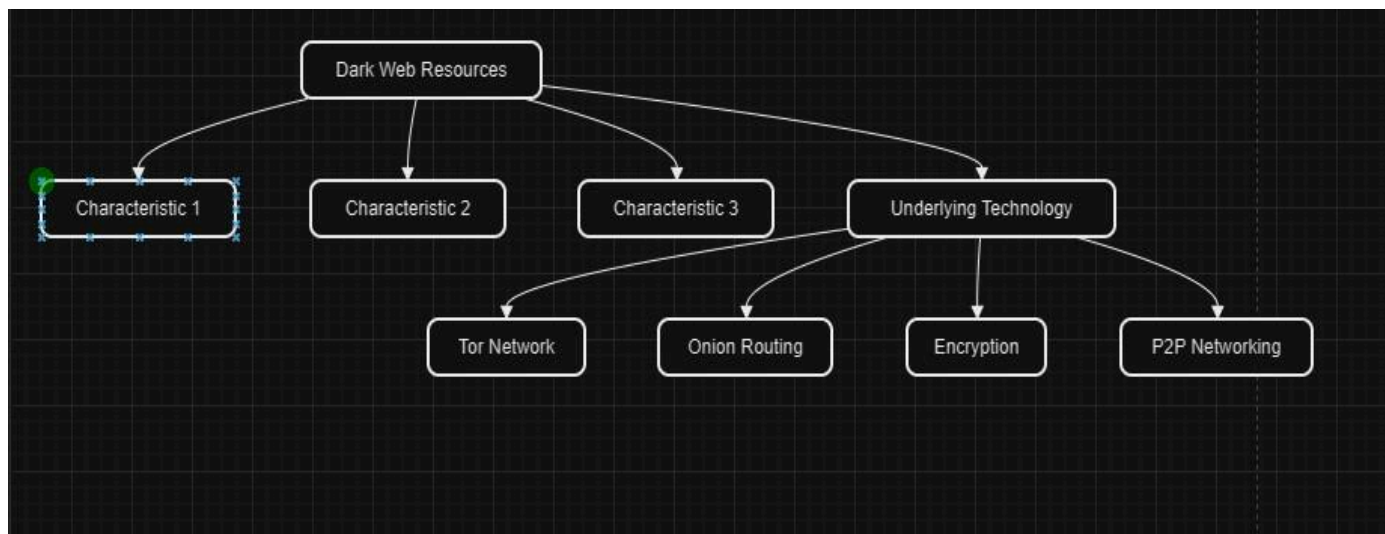 Dark Web Resources
Characteristic 1
Characteristic 2
Characteristic 3
Underlying Technology
Tor Network
Onion Routing
Encryption
P2P Networking